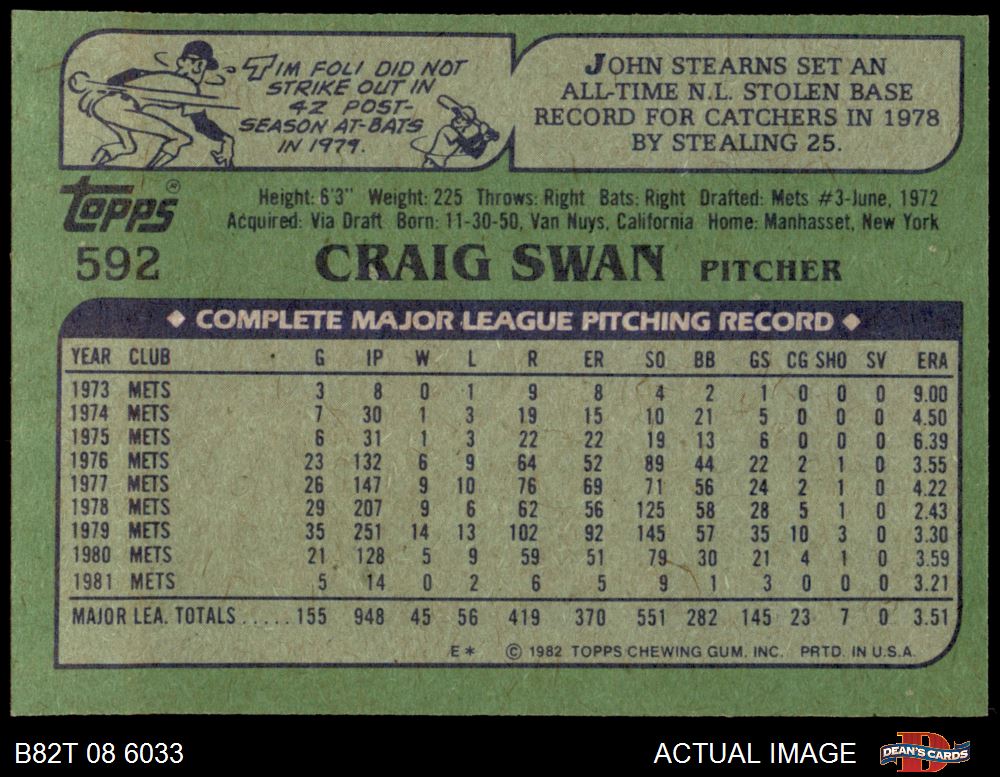 TIM FOLI DID NOT
STRIKE OUT IN
42 POST-
SEASON AT-BATS
IN 1979.
JOHN STEARNS SET AN
ALL-TIME N.L. STOLEN BASE
RECORD FOR CATCHERS IN 1978
BY STEALING 25.
topps®
Height: 6'3" Weight: 225 Throws: Right Bats: Right Drafted: Mets #3-June, 1972
Acquired: Via Draft Born: 11-30-50, Van Nuys, California Home: Manhasset, New York
592 CRAIG SWAN PITCHER
◆ COMPLETE MAJOR LEAGUE PITCHING RECORD ◆
YEAR CLUB G IP W L R ER SO BB GS CG SHO SV ERA
1973 METS 3 8 0 1 9 8 4 2 1 0 0 0 9.00
1974 METS 7 30 1 3 19 15 10 21 5 0 0 0 4.50
1975 METS 6 31 1 3 22 22 19 13 6 0 0 0 6.39
1976 METS 23 132 6 9 64 52 89 44 22 2 1 0 3.55
1977 METS 26 147 9 10 76 69 71 56 24 2 1 0 4.22
1978 METS 29 207 9 6 62 56 125 58 28 5 1 0 2.43
1979 METS 35 251 14 13 102 92 145 57 35 10 3 0 3.30
1980 METS 21 128 5 9 59 51 79 30 21 4 1 0 3.59
1981 METS 5 14 0 2 6 5 9 1 3 0 0 0 3.21
MAJOR LEA. TOTALS.....155 948 45 56 419 370 551 282 145 23 7 0 3.51
E* © 1982 TOPPS CHEWING GUM, INC. PRTD. IN U.S.A.
B82T 08 6033 ACTUAL IMAGE DEAN'S CARDS